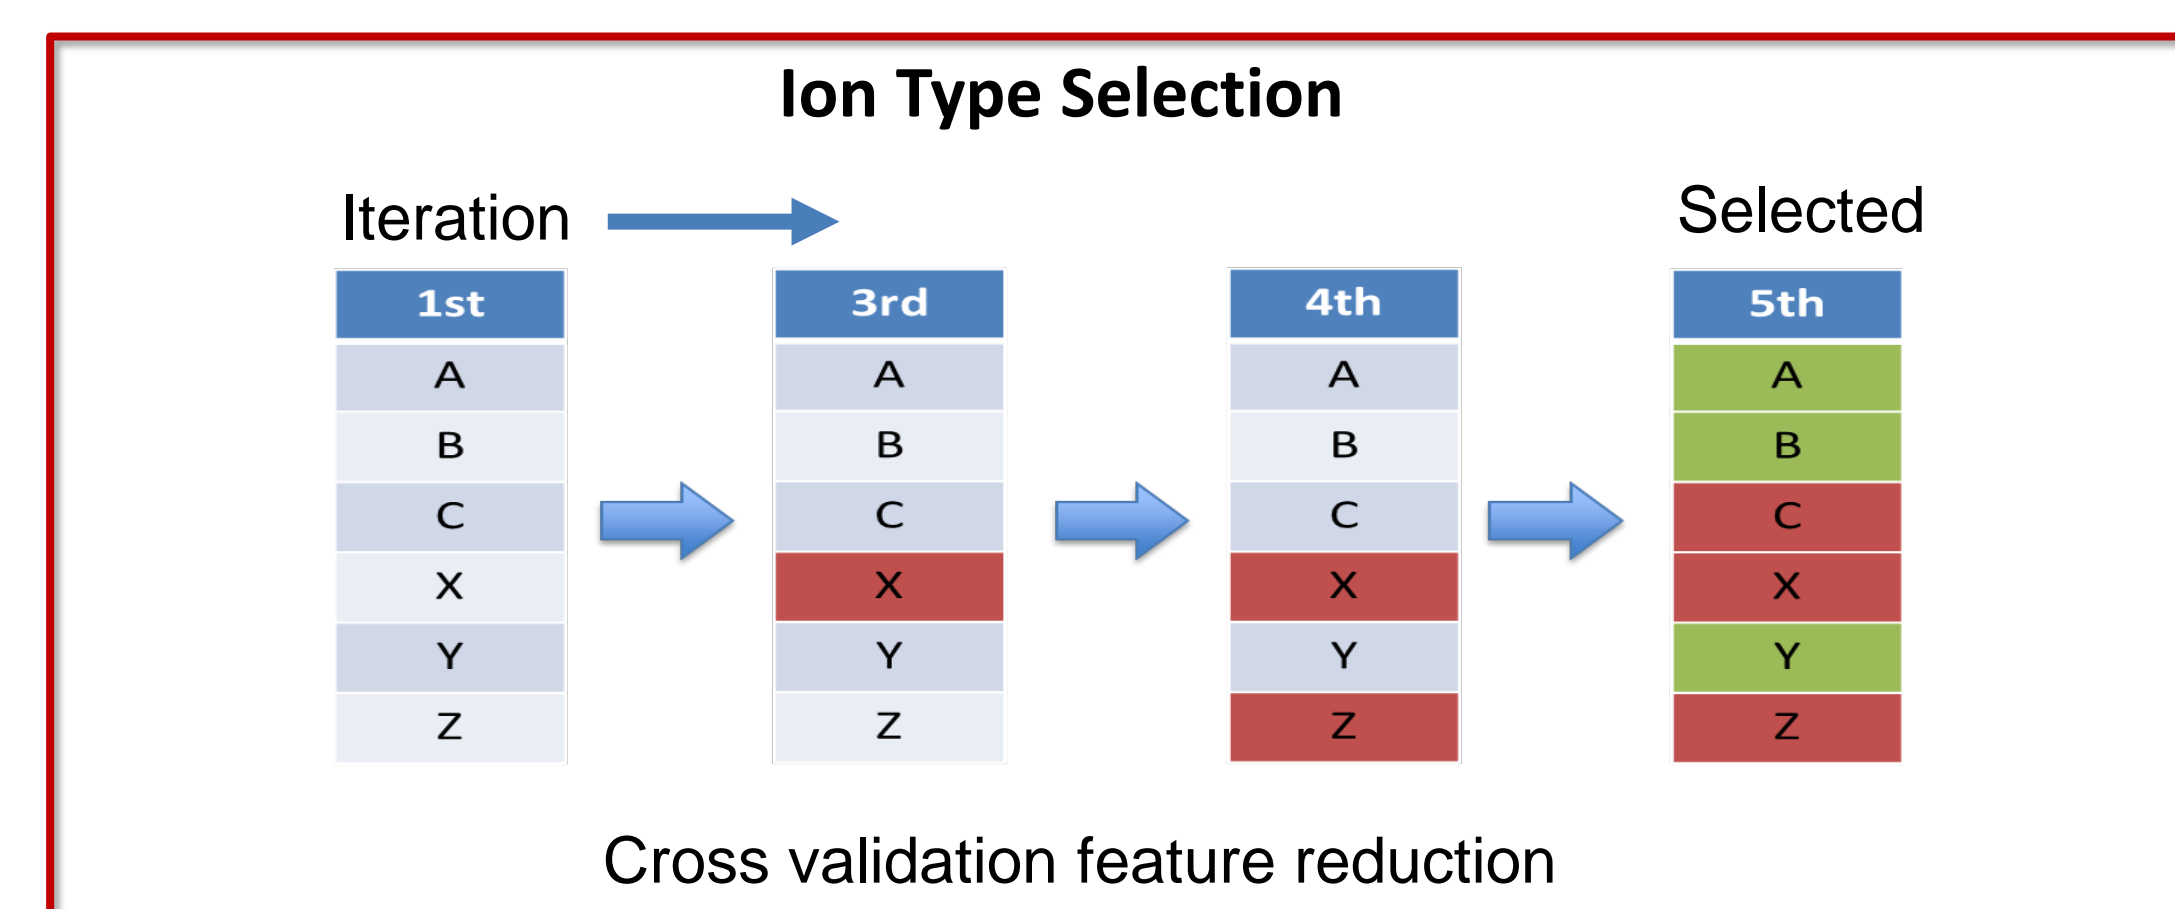 Ion Type Selection
Iteration
Selected
1st 3rd 4th 5th
A A A A
B B B B
C C C C
X X X X
Y Y Y Y
Z Z Z Z
Cross validation feature reduction